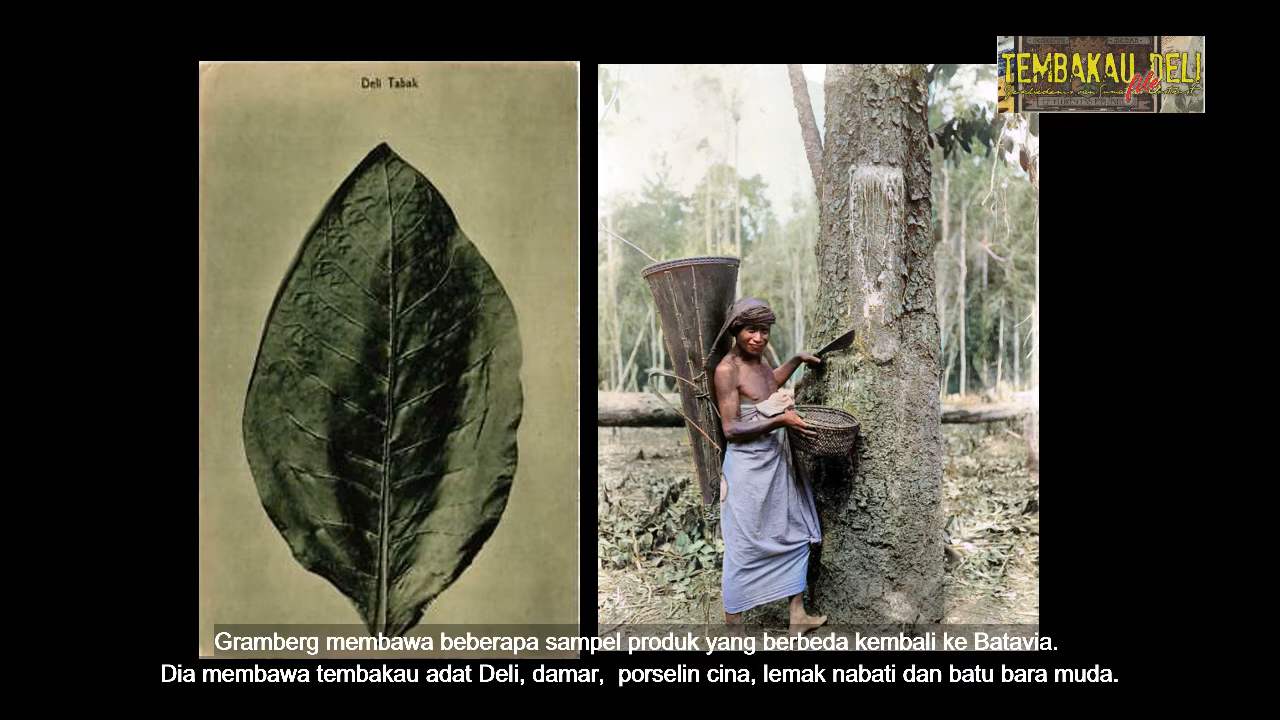 Deli Tabak
TEMBAKAU DELI
file
Gramberg membawa beberapa sampel produk yang berbeda kembali ke Batavia.
Dia membawa tembakau adat Deli, damar,  porselin cina, lemak nabati dan batu bara muda.